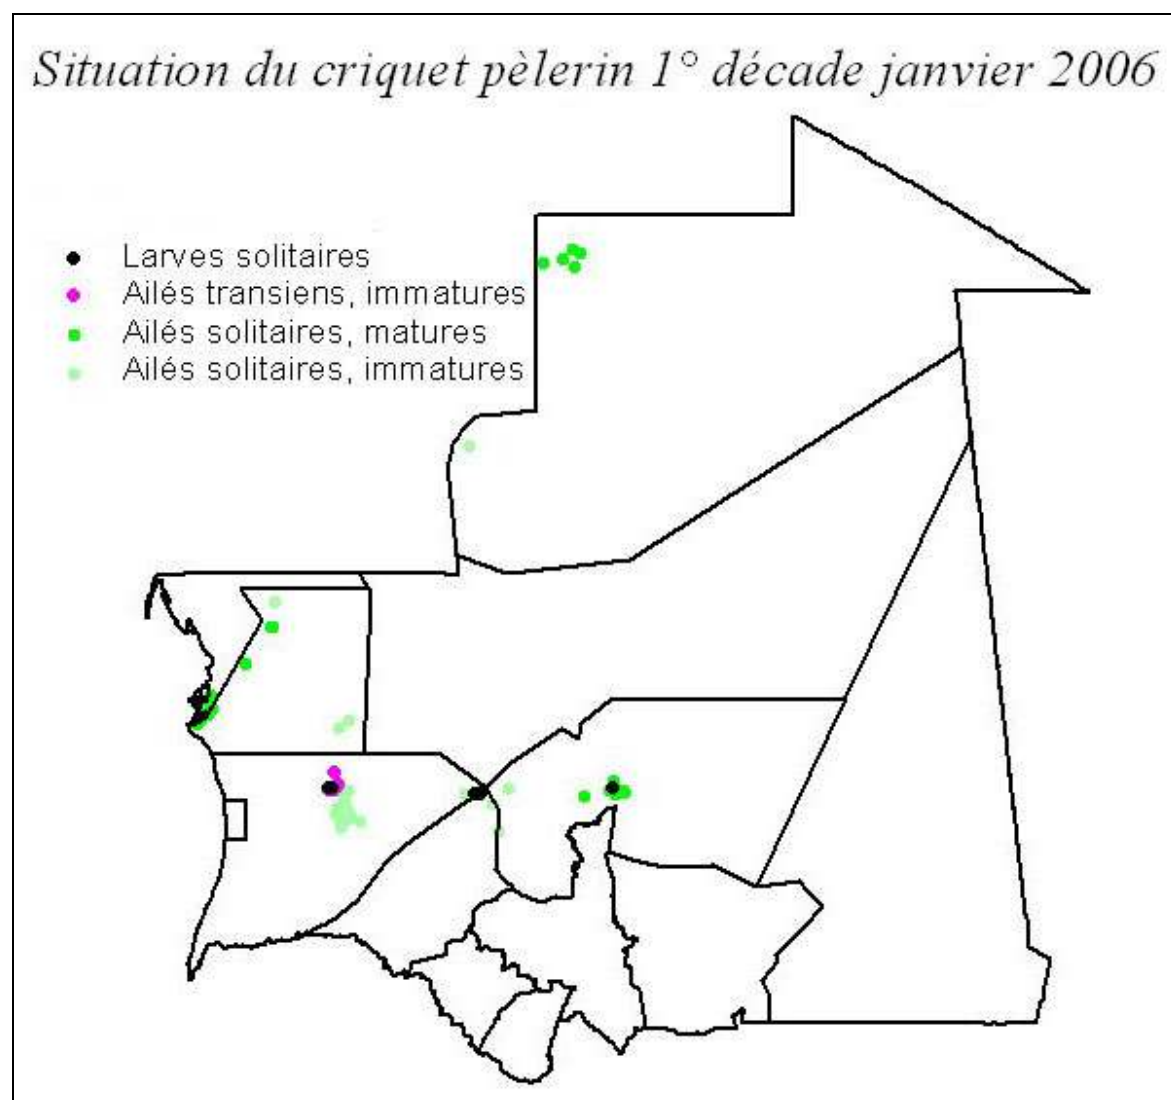 Situation du criquet pèlerin 1° décade janvier 2006
Larves solitaires
Ailés transiens, immatures
Ailés solitaires, matures
Ailés solitaires, immatures